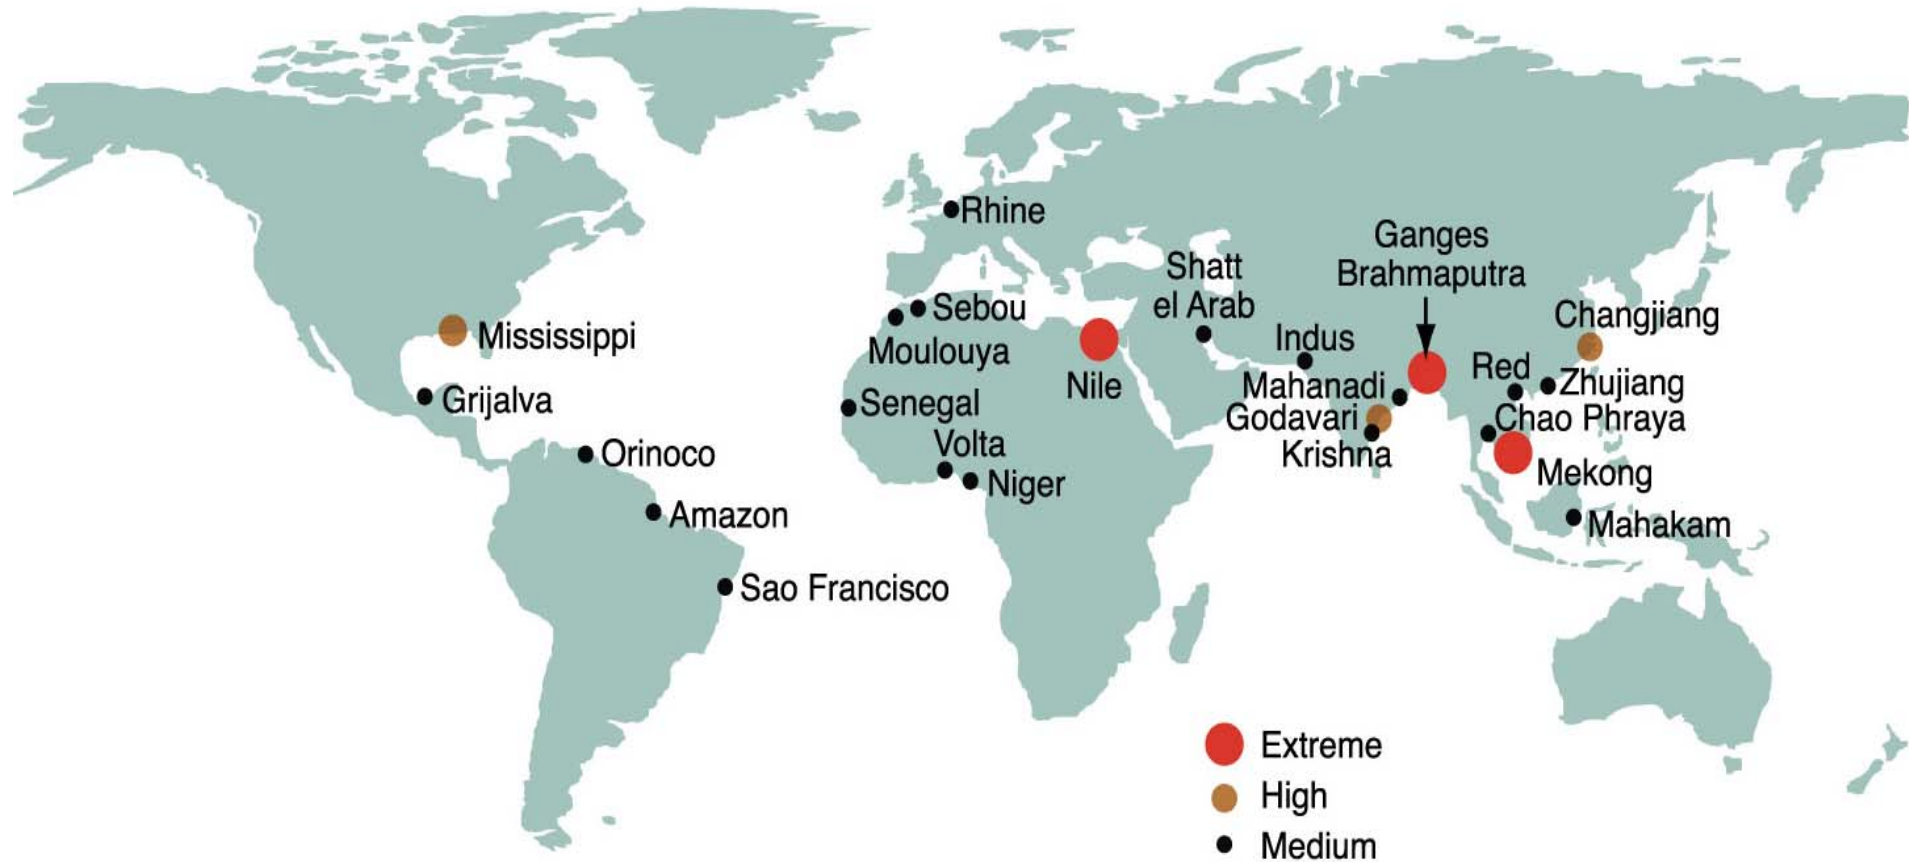 Rhine
Ganges
Brahmaputra
Shatt
el Arab
Sebou
Changjiang
Mississippi
Indus
Moulouya
Red
Nile
Mahanadi
Zhujiang
Grijalva
Senegal
Godavari
Chao Phraya
Volta
Krishna
Orinoco
Mekong
Niger
Amazon
Mahakam
Sao Francisco
Extreme
High
Medium